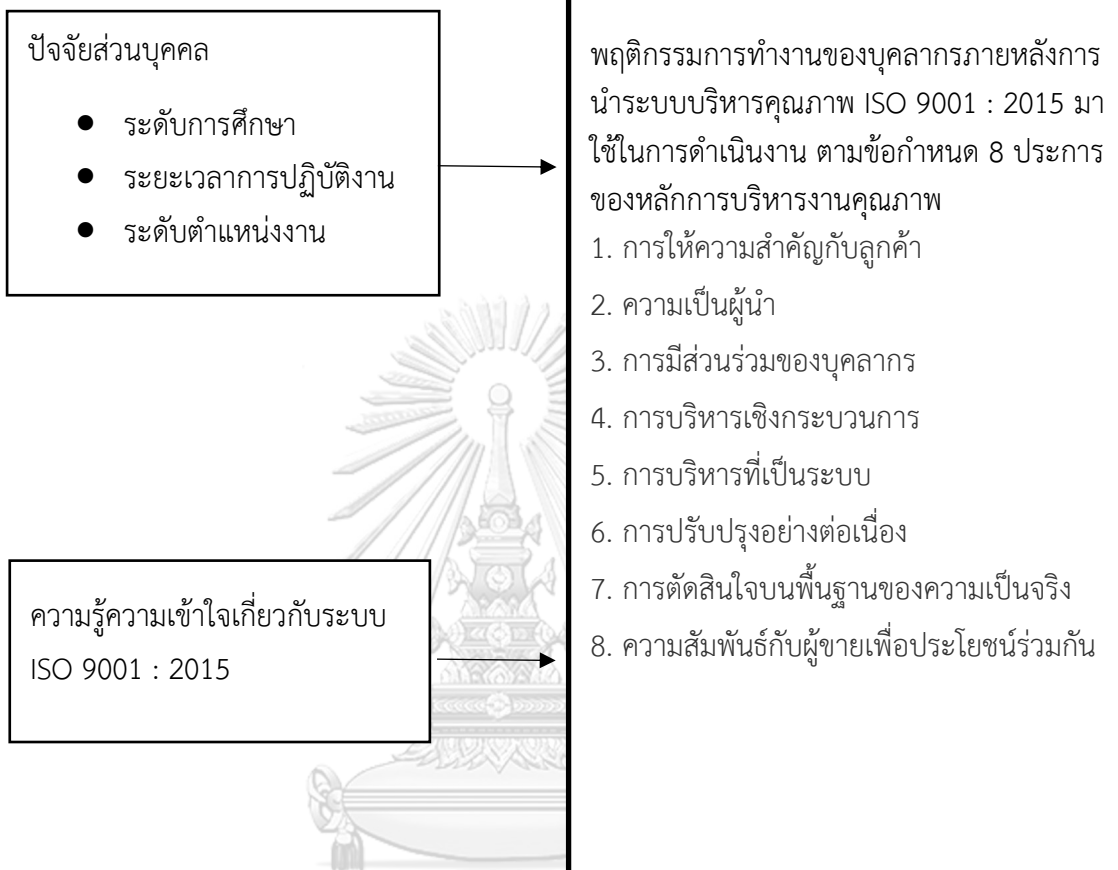 ปัจจัยส่วนบุคคล
● ระดับการศึกษา
● ระยะเวลาการปฏิบัติงาน
● ระดับตำแหน่งงาน
ความรู้ความเข้าใจเกี่ยวกับระบบ
ISO 9001 : 2015
พฤติกรรมการทำงานของบุคลากรภายหลังการ
นำระบบบริหารคุณภาพ ISO 9001 : 2015 มา
ใช้ในการดำเนินงาน ตามข้อกำหนด 8 ประการ
ของหลักการบริหารงานคุณภาพ
1. การให้ความสำคัญกับลูกค้า
2. ความเป็นผู้นำ
3. การมีส่วนร่วมของบุคลากร
4. การบริหารเชิงกระบวนการ
5. การบริหารที่เป็นระบบ
6. การปรับปรุงอย่างต่อเนื่อง
7. การตัดสินใจบนพื้นฐานของความเป็นจริง
8. ความสัมพันธ์กับผู้ขายเพื่อประโยชน์ร่วมกัน